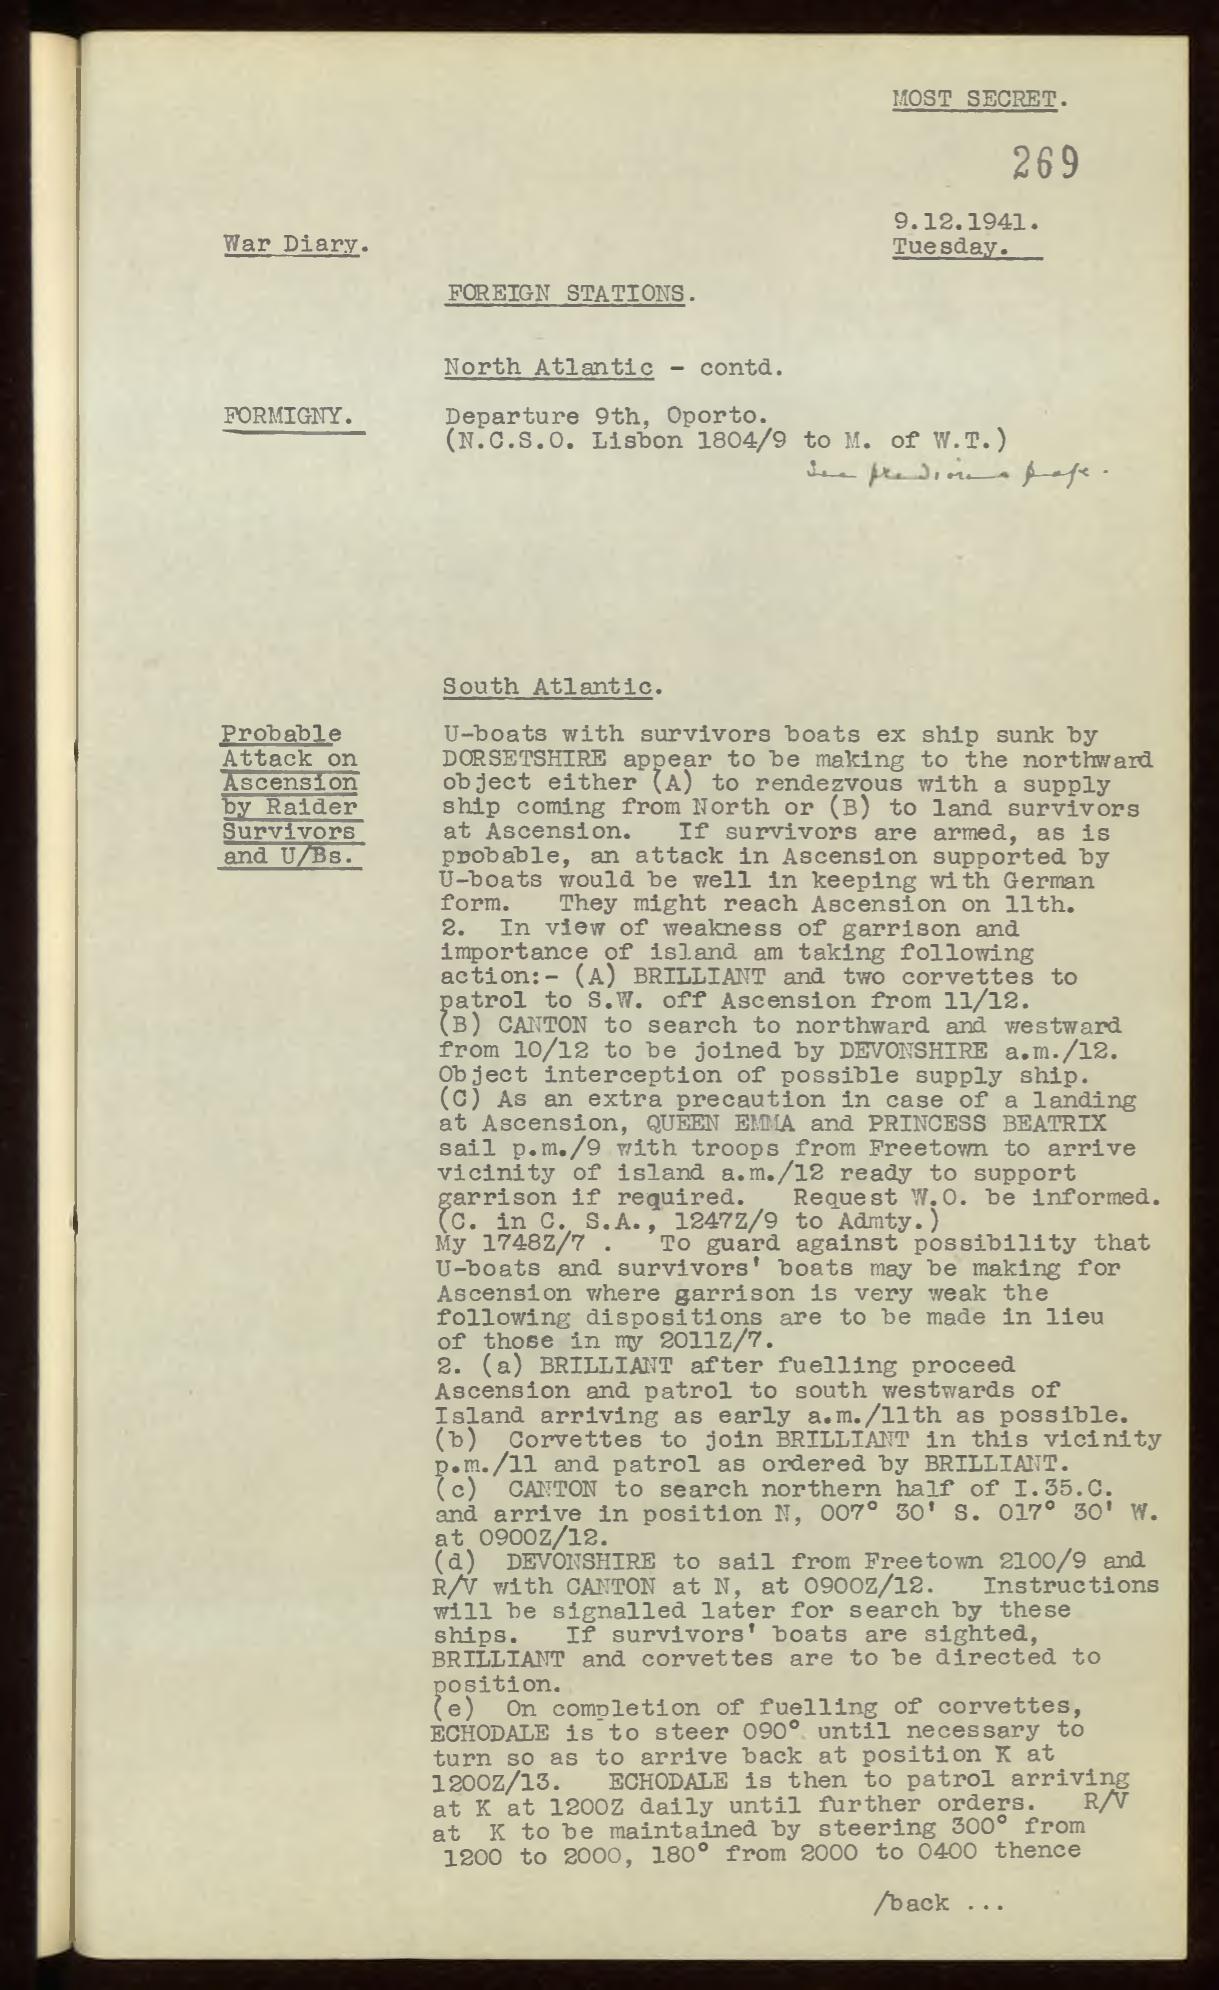 MOST SECRET.
269
9.12.1941.
War Diary.
Tuesday.
FOREIGN STATIONS.
North Atlantic - contd.
FORMIGNY.
Departure 9th, Oporto.
(N.C.S.O. Lisbon 1804/9 to M. of W.T.)
See previous page.
South Atlantic.
Probable
Attack on
Ascension
by Raider
Survivors
and U/Bs.
U-boats with survivors boats ex ship sunk by
DORSETSHIRE appear to be making to the northward
object either (A) to rendezvous with a supply
ship coming from North or (B) to land survivors
at Ascension. If survivors are armed, as is
probable, an attack in Ascension supported by
U-boats would be well in keeping with German
form. They might reach Ascension on 11th.
2. In view of weakness of garrison and
importance of island am taking following
action:- (A) BRILLIANT and two corvettes to
patrol to S.W. off Ascension from 11/12.
(B) CANTON to search to northward and westward
from 10/12 to be joined by DEVONSHIRE a.m./12.
Object interception of possible supply ship.
(C) As an extra precaution in case of a landing
at Ascension, QUEEN EMMA and PRINCESS BEATRIX
sail p.m./9 with troops from Freetown to arrive
vicinity of island a.m./12 ready to support
garrison if required. Request W.O. be informed.
(C. in C. S.A., 1247Z/9 to Admty.)
My 1748Z/7 . To guard against possibility that
U-boats and survivors' boats may be making for
Ascension where garrison is very weak the
following dispositions are to be made in lieu
of those in my 2011Z/7.
2. (a) BRILLIANT after fuelling proceed
Ascension and patrol to south westwards of
Island arriving as early a.m./11th as possible.
(b) Corvettes to join BRILLIANT in this vicinity
p.m./11 and patrol as ordered by BRILLIANT.
(c) CANTON to search northern half of I.35.C.
and arrive in position N, 007° 30' S. 017° 30' W.
at 0900Z/12.
(d) DEVONSHIRE to sail from Freetown 2100/9 and
R/V with CANTON at N, at 0900Z/12. Instructions
will be signalled later for search by these
ships. If survivors' boats are sighted,
BRILLIANT and corvettes are to be directed to
position.
(e) On completion of fuelling of corvettes,
ECHODALE is to steer 090° until necessary to
turn so as to arrive back at position K at
1200Z/13. ECHODALE is then to patrol arriving
at K at 1200Z daily until further orders. R/V
at K to be maintained by steering 300° from
1200 to 2000, 180° from 2000 to 0400 thence
/back ...